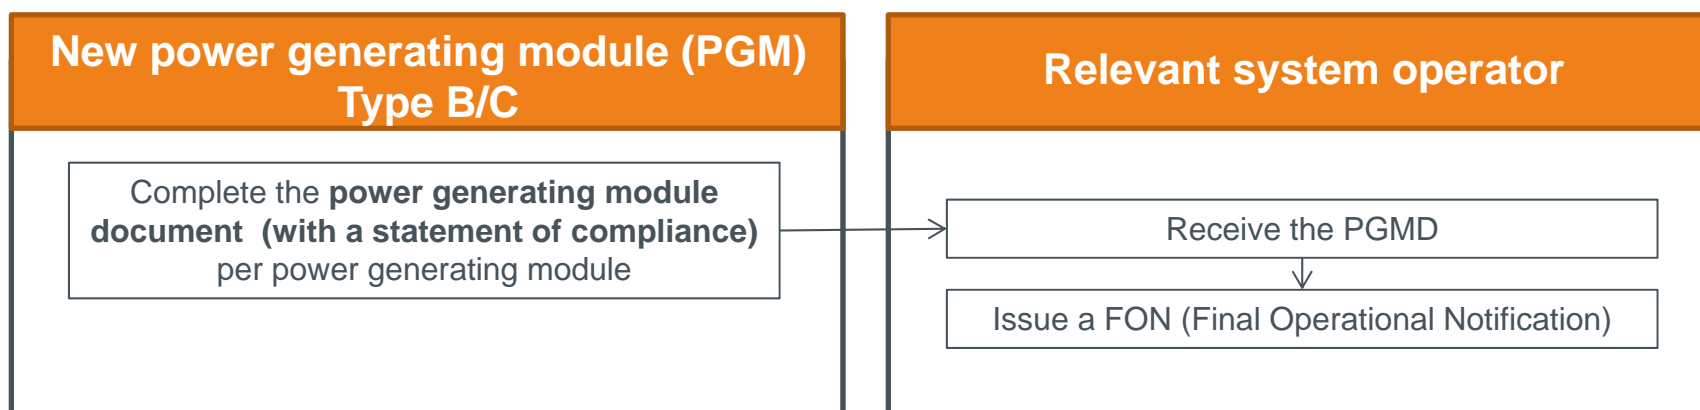 New power generating module (PGM)
Type B/C
Relevant system operator
Complete the power generating module
document  (with a statement of compliance)
per power generating module
Receive the PGMD
Issue a FON (Final Operational Notification)